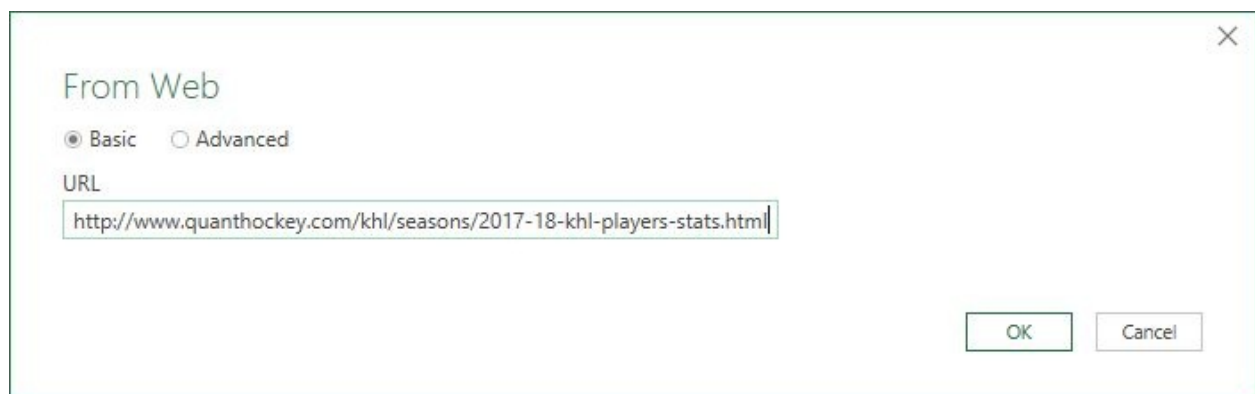 From Web
Basic Advanced
URL
http://www.quanthockey.com/khl/seasons/2017-18-khl-players-stats.html
OK Cancel